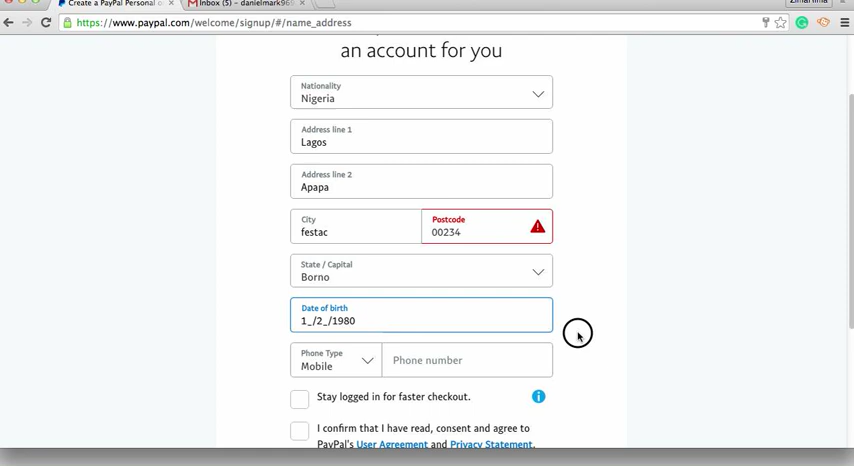 Create a PayPal Personal
Inbox (5) – danielmark969
https://www.paypal.com/welcome/signup/#/name_address
an account for you
Nationality
Nigeria
Address line 1
Lagos
Address line 2
Apapa
City
festac
Postcode
00234
State / Capital
Borno
Date of birth
1_/2_/1980
Phone Type
Mobile
Phone number
Stay logged in for faster checkout.
I confirm that I have read, consent and agree to
PayPal's User Agreement and Privacy Statement.